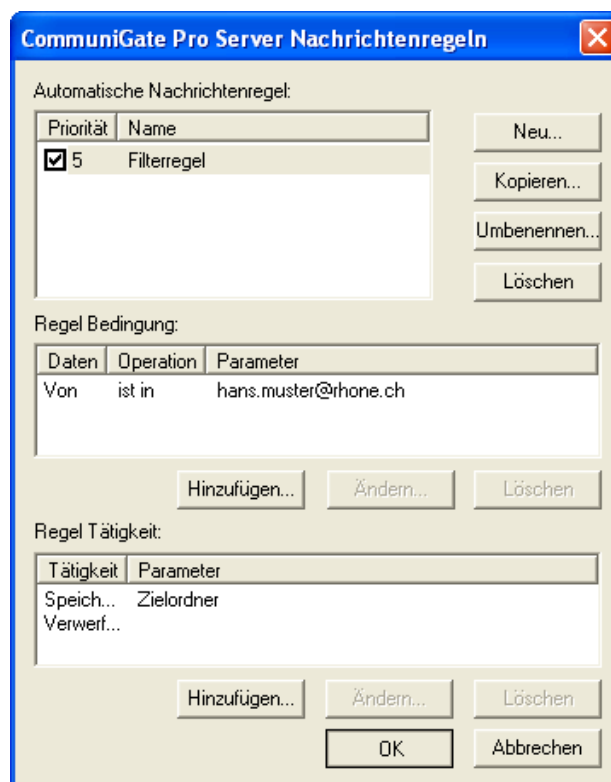 CommuniGate Pro Server Nachrichtenregeln
Automatische Nachrichtenregel:
Priorität Name
5 Filterregel
Neu...
Kopieren...
Umbenennen...
Löschen
Regel Bedingung:
Daten Operation Parameter
Von ist in hans.muster@rhone.ch
Hinzufügen... Ändern... Löschen
Regel Tätigkeit:
Tätigkeit Parameter
Speich... Zielordner
Verwerf...
Hinzufügen... Ändern... Löschen
OK Abbrechen